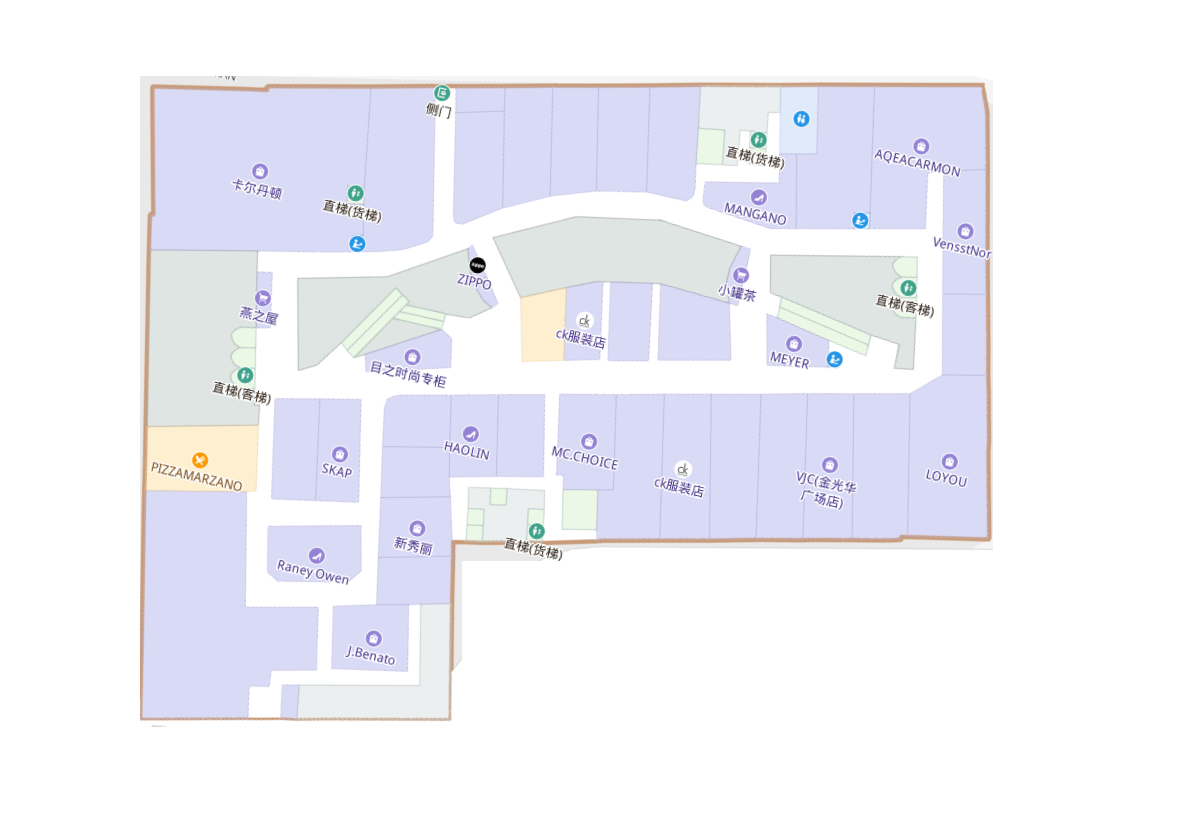 侧门
AQEACARMON
直梯(货梯)
卡尔丹顿
直梯(货梯)
MANGANO
VensstNor
ZIPPO
小罐茶
直梯(客梯)
燕之屋
ck
ck服装店
MEYER
目之时尚专柜
直梯(客梯)
HAOLIN
MC.CHOICE
SKAP
PIZZAMARZANO
ck
ck服装店
VJC(金光华
广场店)
LOYOU
新秀丽
直梯(货梯)
Raney Owen
J.Benato